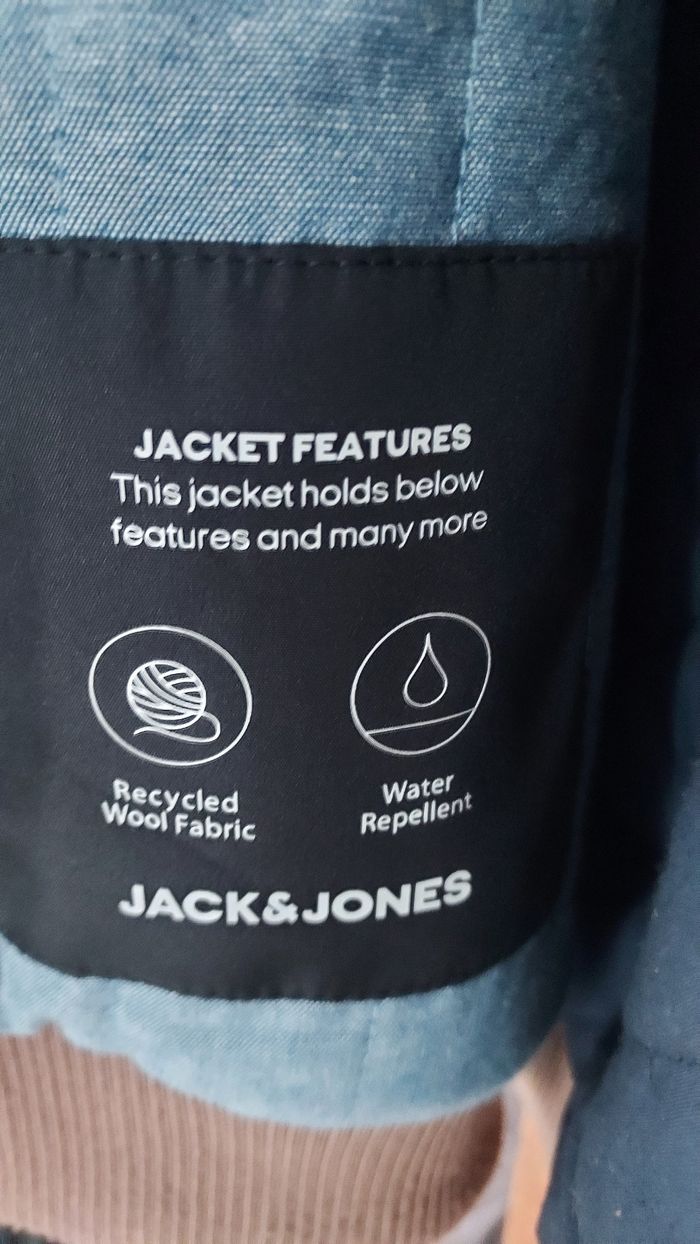 JACKET FEATURES
This jacket holds below
features and many more
Recycled
Wool Fabric
Water
Repellent
JACK&JONES